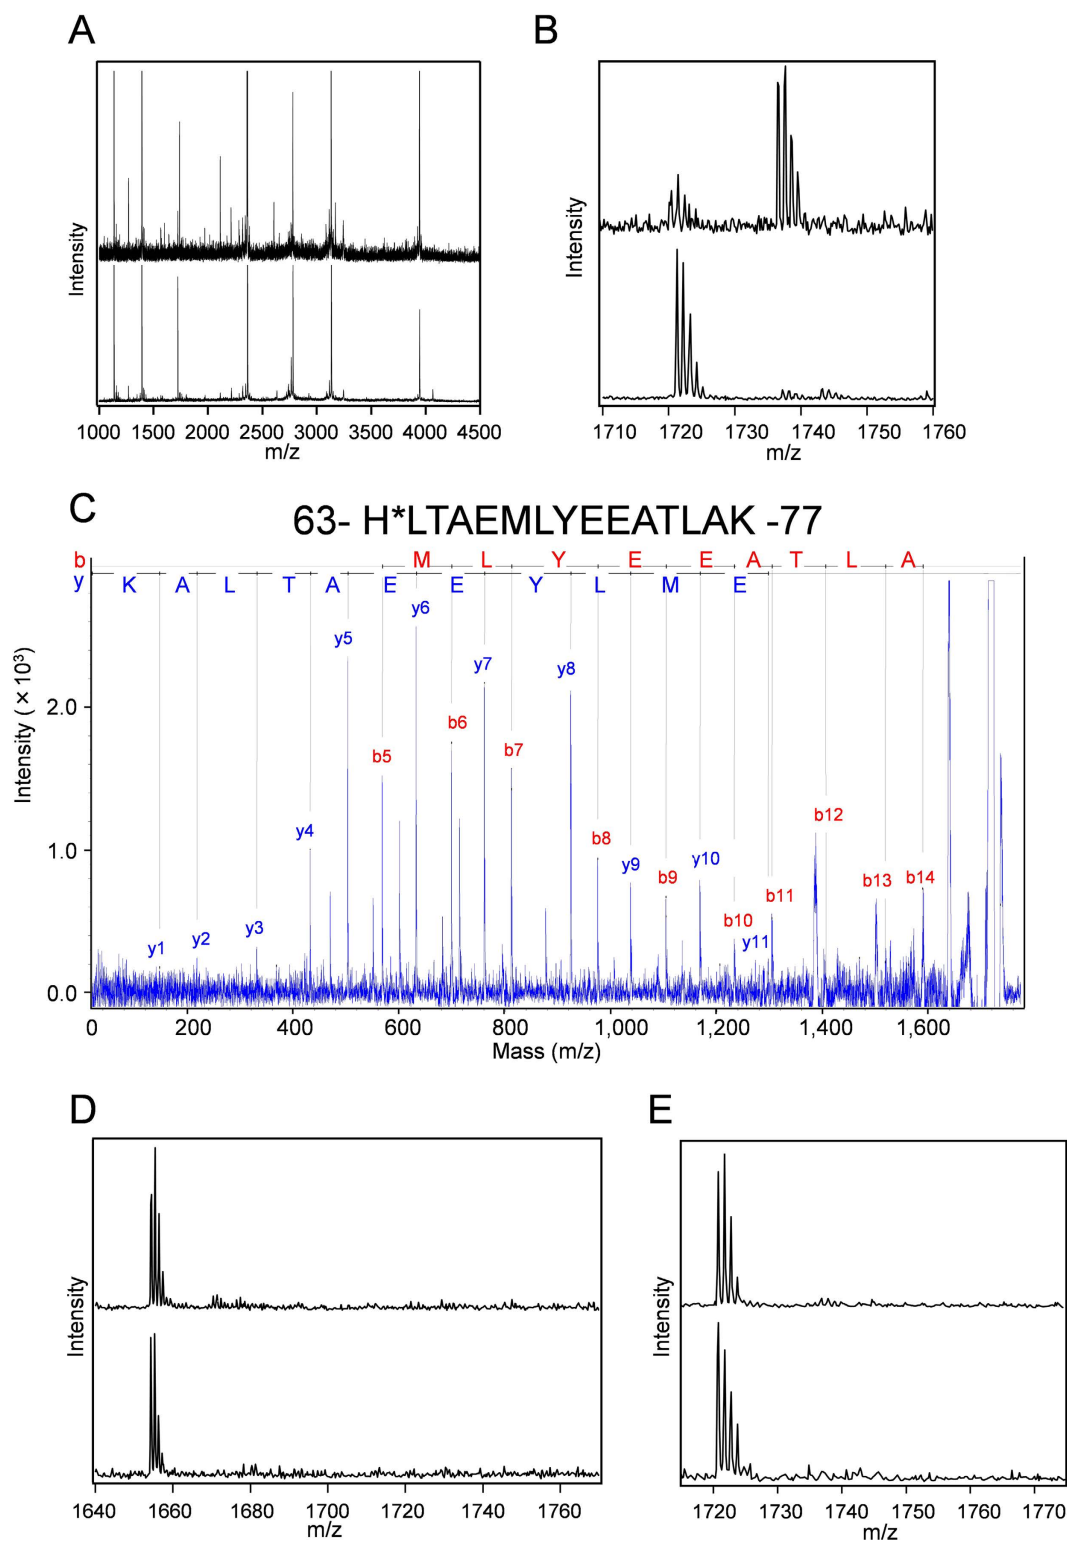 A
B
Intensity
Intensity
1000 1500 2000 2500 3000 3500 4000 4500
m/z
1710 1720 1730 1740 1750 1760
m/z
C
63- H*LTAEMLYEEATLAK -77
b M L Y E E A T L A
y K A L T A E E Y L M E
y6
y5
y7
y8
b6
b5
b7
y4
b8
y9
y10
b9
b12
b13
b14
b11
b10
y11
y3
y2
y1
Intensity ( × 10³)
2.0
1.0
0.0
0 200 400 600 800 1,000 1,200 1,400 1,600
Mass (m/z)
D
E
Intensity
Intensity
1640 1660 1680 1700 1720 1740 1760
m/z
1720 1730 1740 1750 1760 1770
m/z